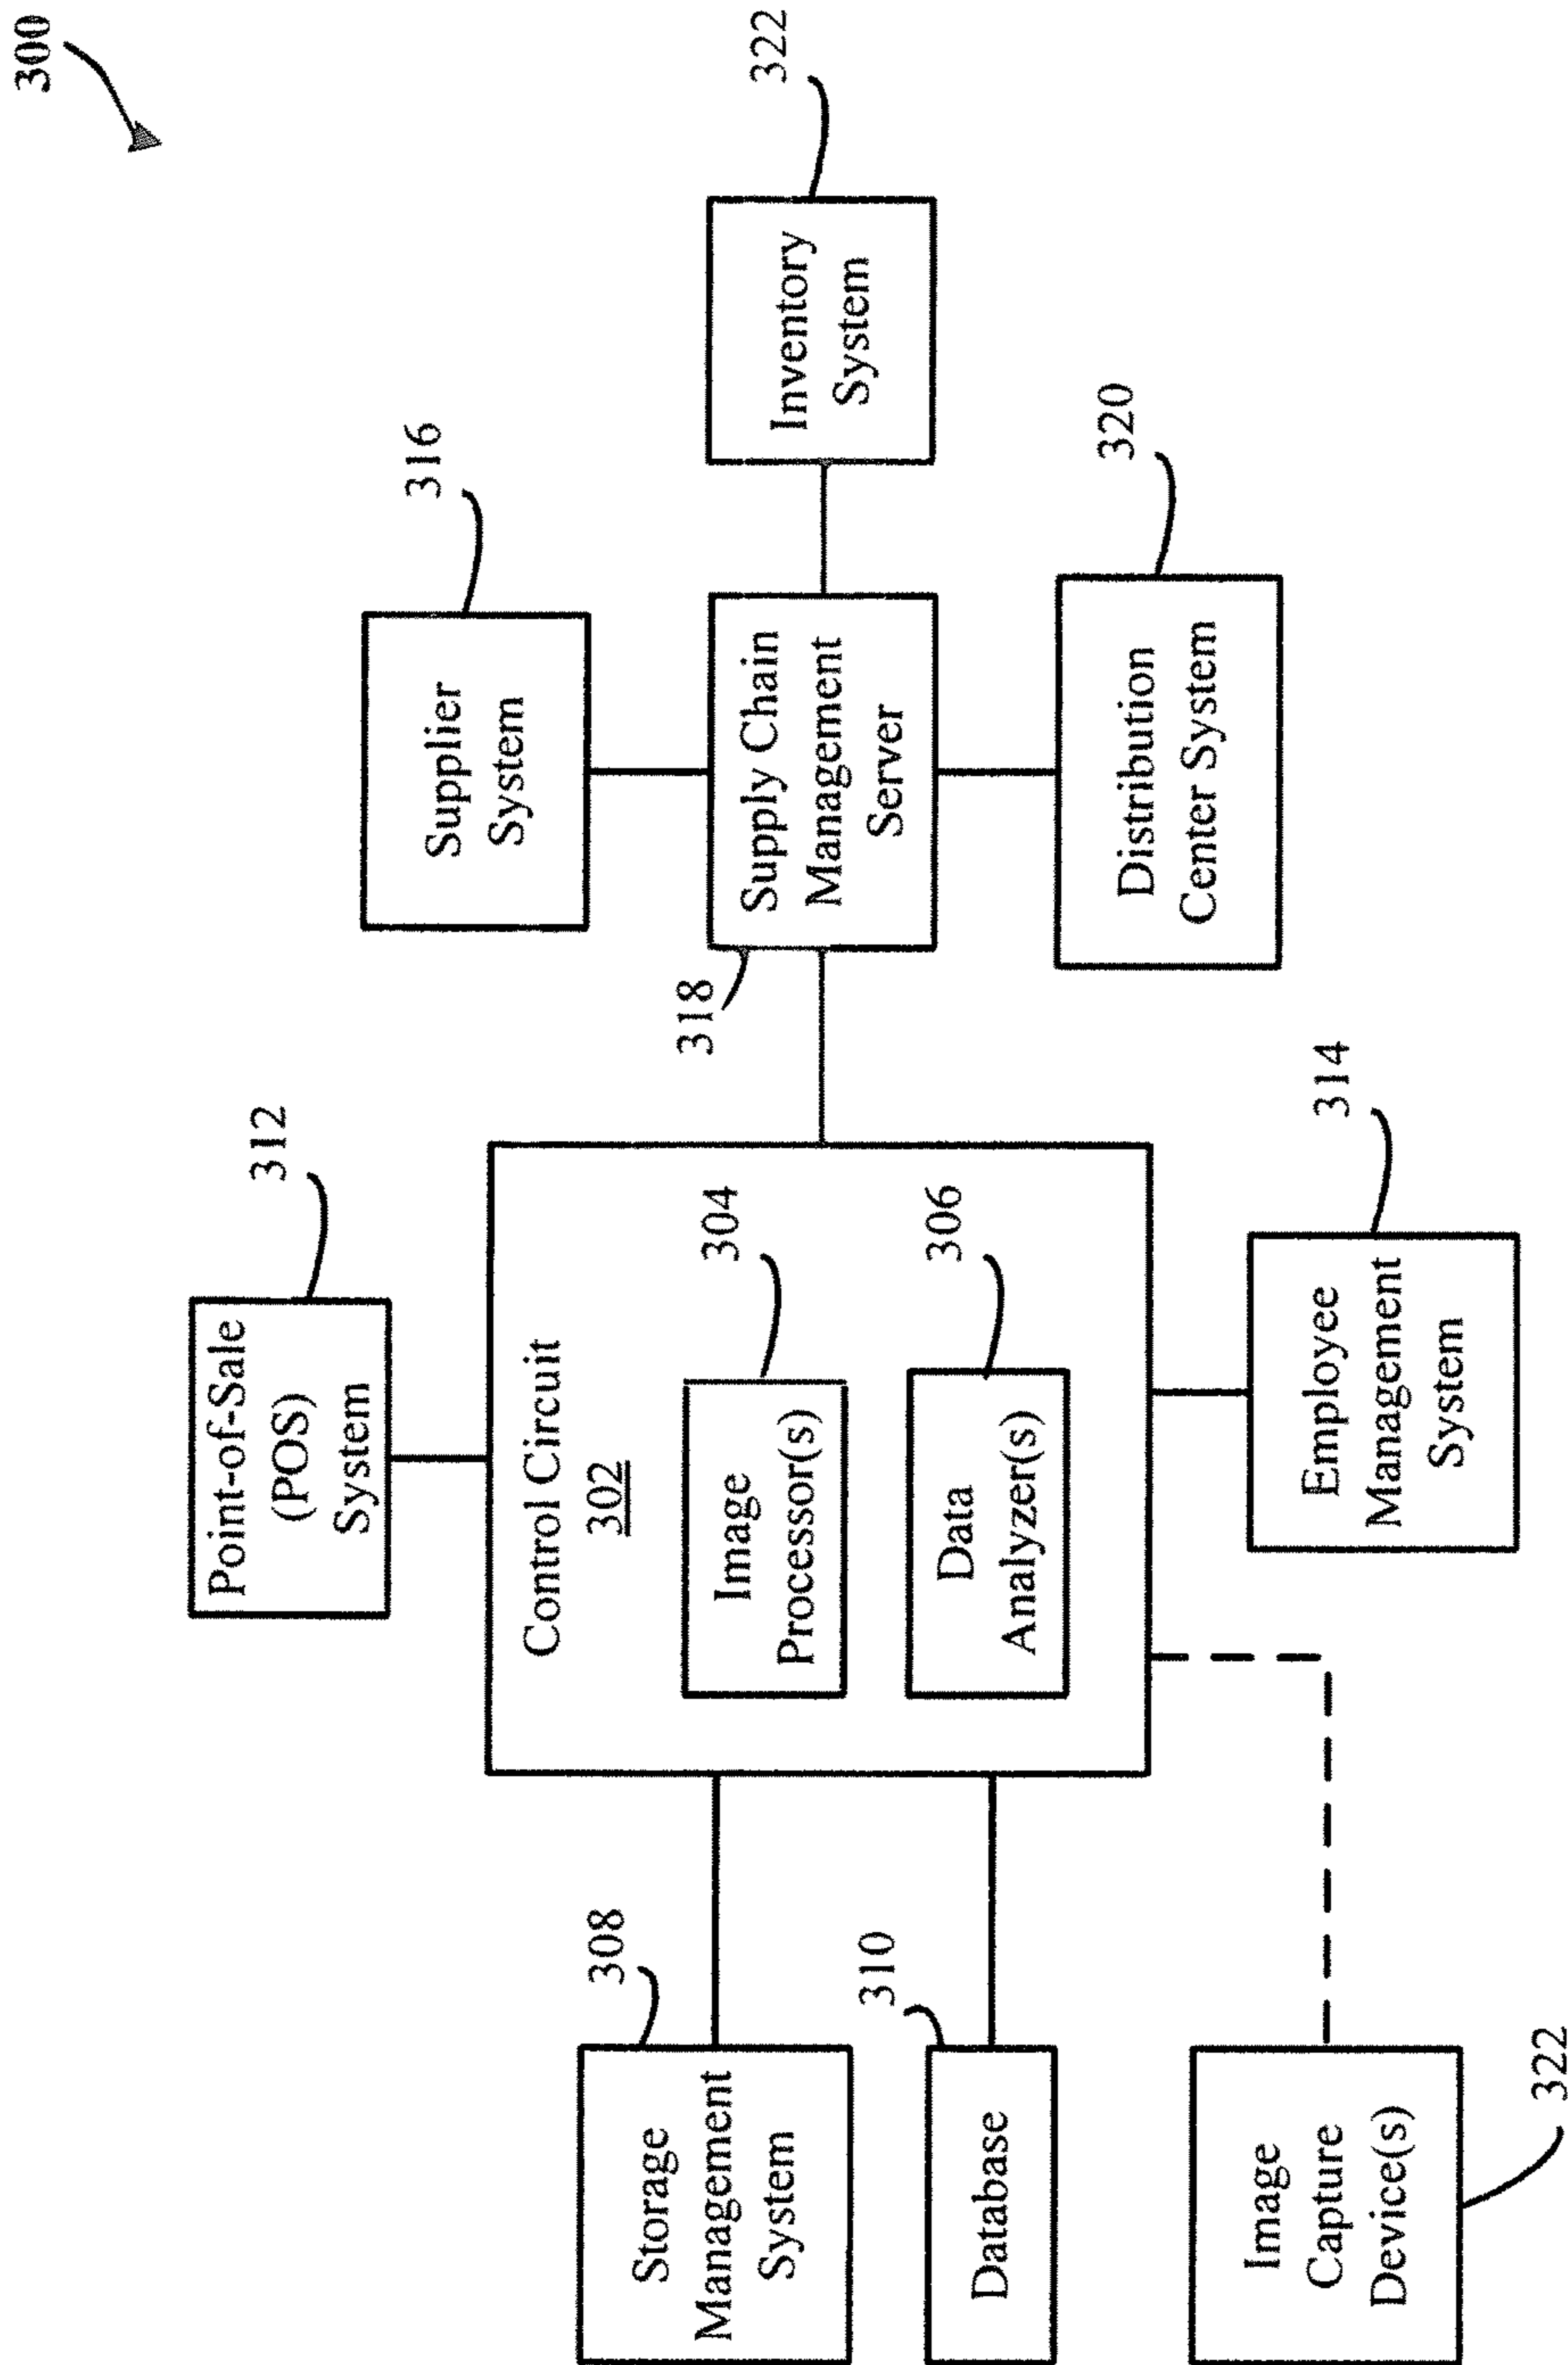 300
312
Point-of-Sale
(POS)
System
316
Supplier
System
308
Storage
Management
System
Control Circuit
302
304
Image
Processor(s)
318
Supply Chain
Management
Server
322
Inventory
System
310
Database
306
Data
Analyzer(s)
320
Distribution
Center System
Image
Capture
Device(s)
322
314
Employee
Management
System